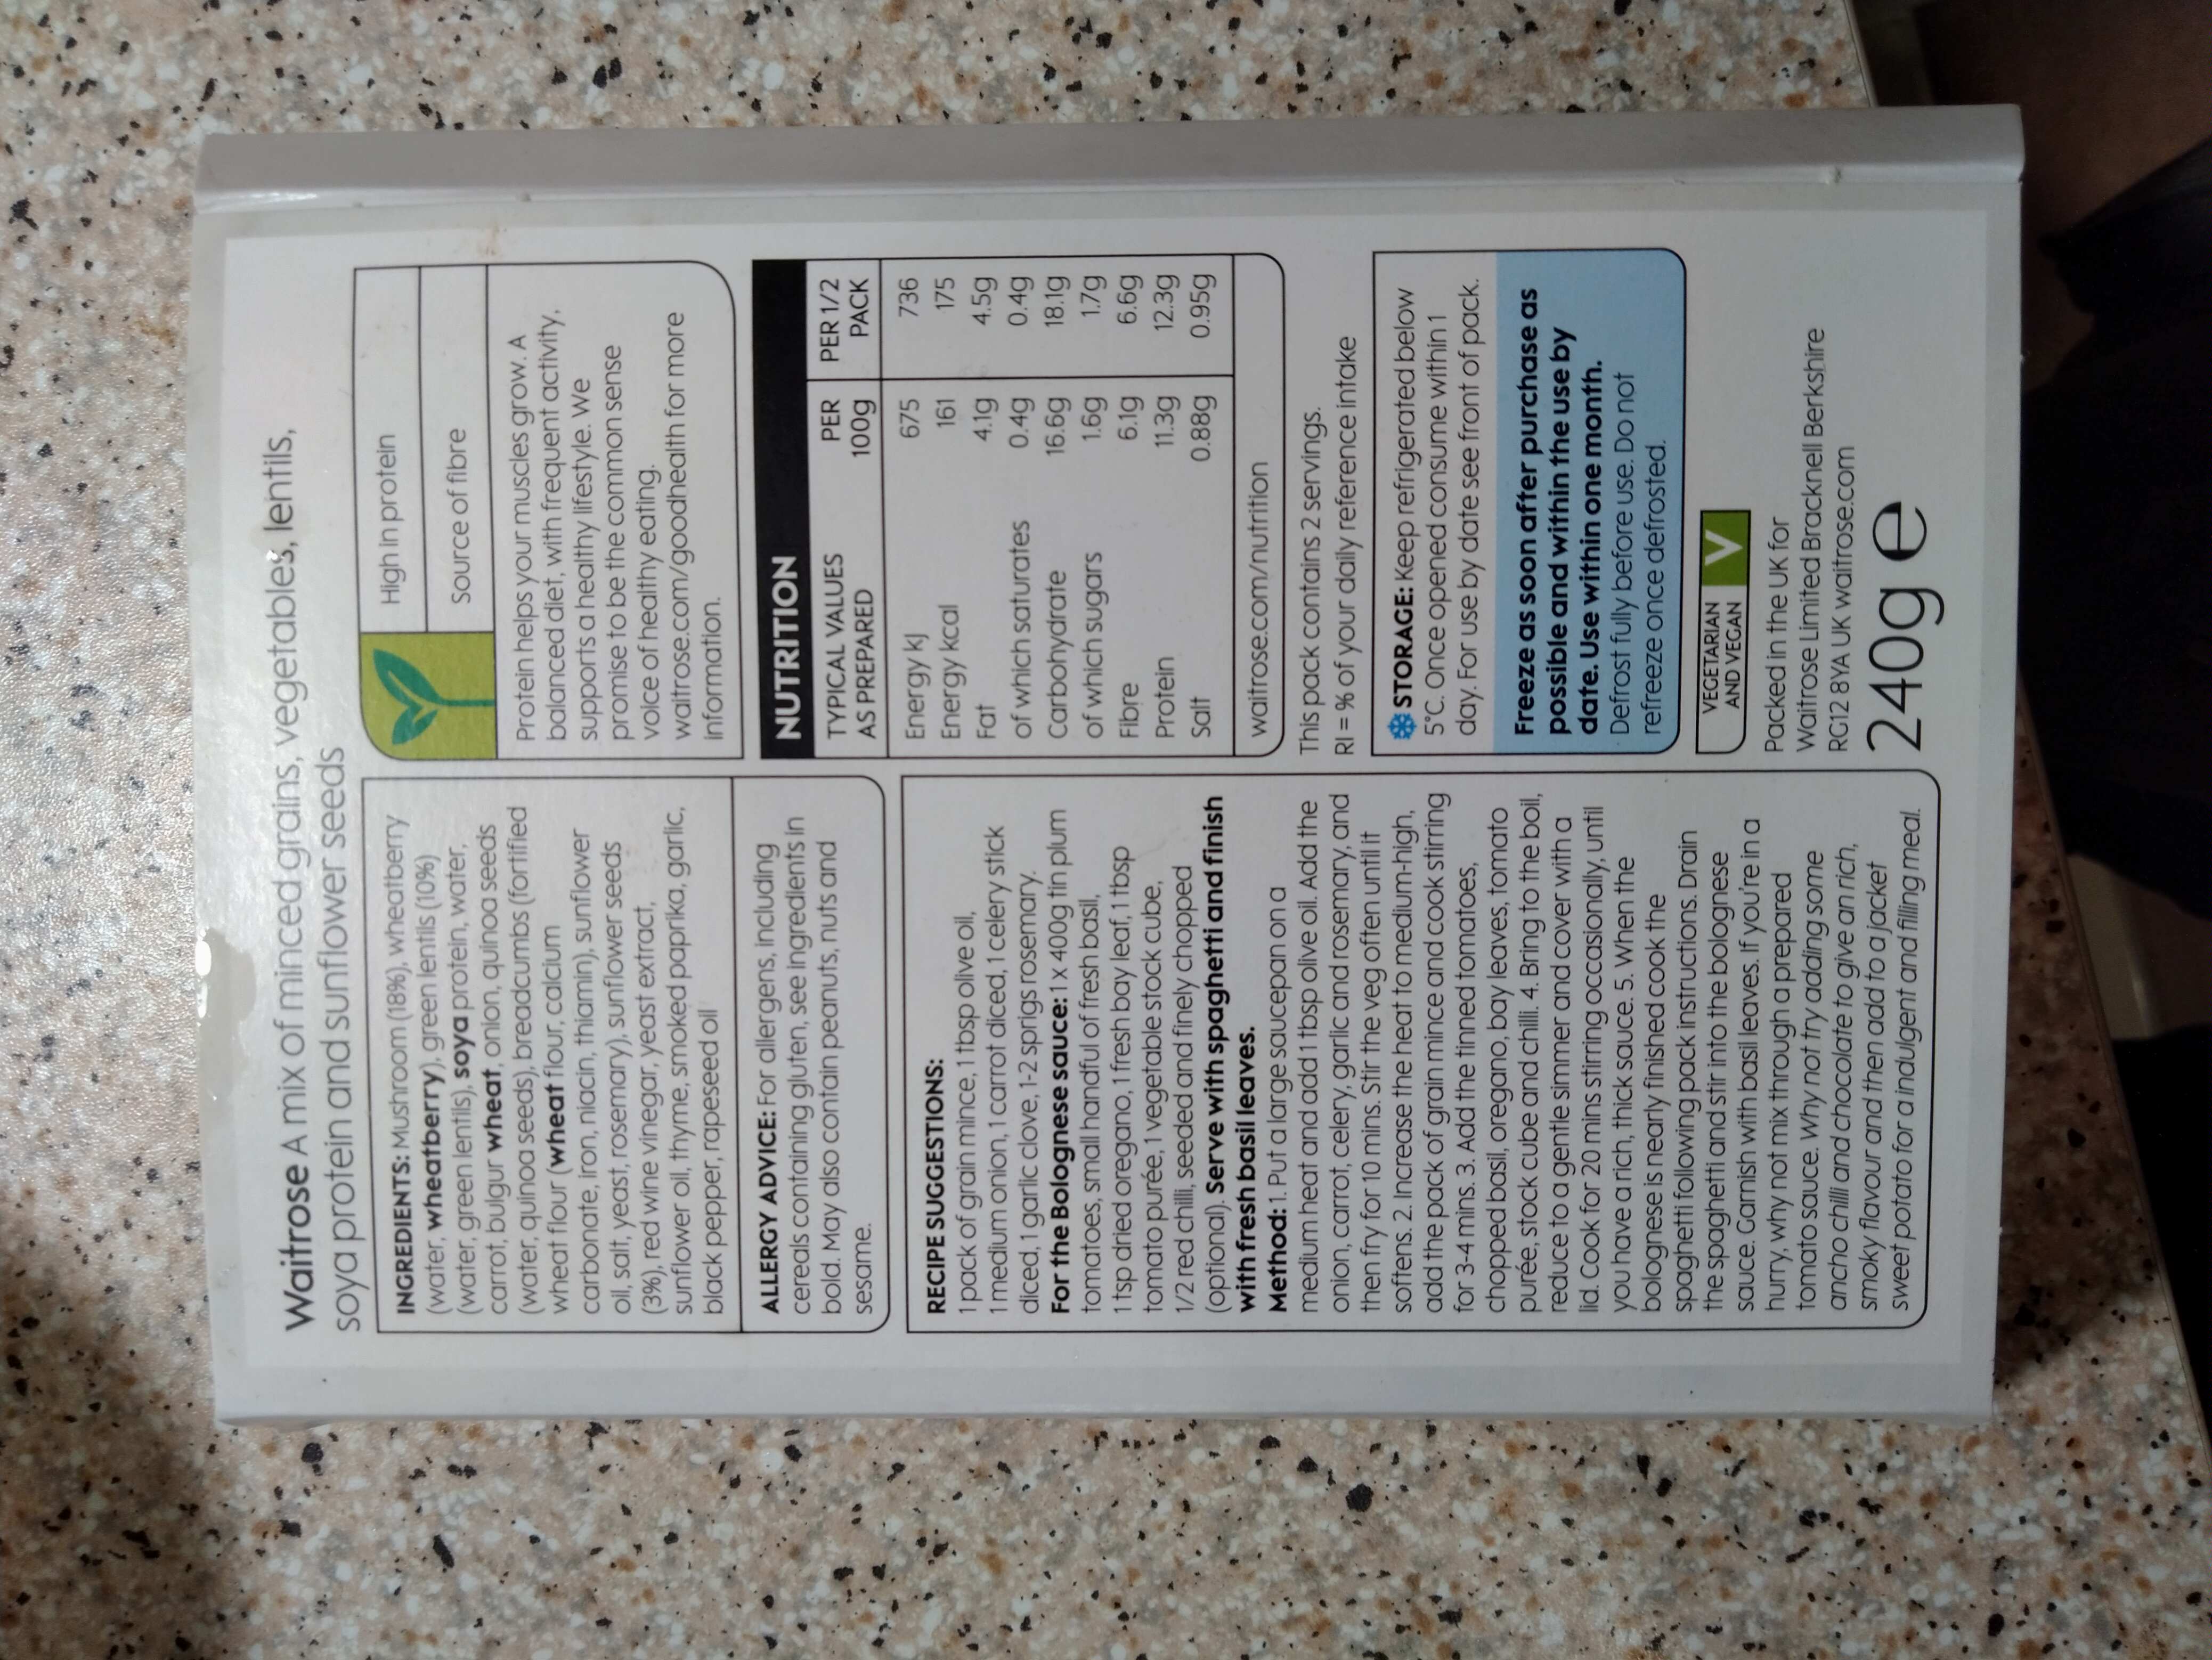 Waitrose A mix of minced grains, vegetables, lentils,
soya protein and sunflower seeds
INGREDIENTS: Mushroom (18%), wheatberry
(water, wheatberry), green lentils (10%)
(water, green lentils), soya protein, water,
carrot, bulgur wheat, onion, quinoa seeds
(water, quinoa seeds), breadcumbs (fortified
wheat flour (wheat flour, calcium
carbonate, iron, niacin, thiamin), sunflower
oil, salt, yeast, rosemary), sunflower seeds
(3%), red wine vinegar, yeast extract,
sunflower oil, thyme, smoked paprika, garlic,
black pepper, rapeseed oil
ALLERGY ADVICE: For allergens, including
cereals containing gluten, see ingredients in
bold. May also contain peanuts, nuts and
sesame.
RECIPE SUGGESTIONS:
1 pack of grain mince, 1 tbsp olive oil,
1 medium onion, 1 carrot diced, 1 celery stick
diced, 1 garlic clove, 1-2 sprigs rosemary.
For the Bolognese sauce: 1 x 400g tin plum
tomatoes, small handful of fresh basil,
1 tsp dried oregano, 1 fresh bay leaf, 1 tbsp
tomato purée, 1 vegetable stock cube,
1/2 red chilli, seeded and finely chopped
(optional). Serve with spaghetti and finish
with fresh basil leaves.
Method: 1. Put a large saucepan on a
medium heat and add 1 tbsp olive oil. Add the
onion, carrot, celery, garlic and rosemary, and
then fry for 10 mins. Stir the veg often until it
softens. 2. Increase the heat to medium-high,
add the pack of grain mince and cook stirring
for 3-4 mins. 3. Add the tinned tomatoes,
chopped basil, oregano, bay leaves, tomato
purée, stock cube and chilli. 4. Bring to the boil,
reduce to a gentle simmer and cover with a
lid. Cook for 20 mins stirring occasionally, until
you have a rich, thick sauce. 5. When the
bolognese is nearly finished cook the
spaghetti following pack instructions. Drain
the spaghetti and stir into the bolognese
sauce. Garnish with basil leaves. If you're in a
hurry, why not mix through a prepared
tomato sauce. Why not try adding some
ancho chilli and chocolate to give an rich,
smoky flavour and then add to a jacket
sweet potato for a indulgent and filling meal.
High in protein
Source of fibre
Protein helps your muscles grow. A
balanced diet, with frequent activity,
supports a healthy lifestyle. We
promise to be the common sense
voice of healthy eating.
waitrose.com/goodhealth for more
information.
NUTRITION
TYPICAL VALUES PER PER 1/2
AS PREPARED 100g PACK
Energy kJ 675 736
Energy kcal 161 175
Fat 4.1g 4.5g
of which saturates 0.4g 0.4g
Carbohydrate 16.6g 18.1g
of which sugars 1.6g 1.7g
Fibre 6.1g 6.6g
Protein 11.3g 12.3g
Salt 0.88g 0.95g
waitrose.com/nutrition
This pack contains 2 servings.
RI = % of your daily reference intake
STORAGE: Keep refrigerated below
5°C. Once opened consume within 1
day. For use by date see front of pack.
Freeze as soon after purchase as
possible and within the use by
date. Use within one month.
Defrost fully before use. Do not
refreeze once defrosted.
VEGETARIAN
AND VEGAN V
Packed in the UK for
Waitrose Limited Bracknell Berkshire
RG12 8YA UK waitrose.com
240g e